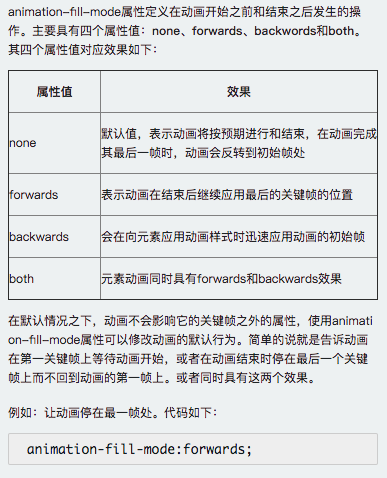 animation-fill-mode属性定义在动画开始之前和结束之后发生的操
作。主要具有四个属性值：none、forwards、backwords和both。
其四个属性值对应效果如下：
属性值 效果
none 默认值，表示动画将按预期进行和结束，在动画完成
其最后一帧时，动画会反转到初始帧处
forwards 表示动画在结束后继续应用最后的关键帧的位置
backwards 会在向元素应用动画样式时迅速应用动画的初始帧
both 元素动画同时具有forwards和backwards效果
在默认情况之下，动画不会影响它的关键帧之外的属性，使用animati
on-fill-mode属性可以修改动画的默认行为。简单的说就是告诉动画
在第一关键帧上等待动画开始，或者在动画结束时停在最后一个关键
帧上而不回到动画的第一帧上。或者同时具有这两个效果。
例如：让动画停在最一帧处。代码如下：
animation-fill-mode:forwards;